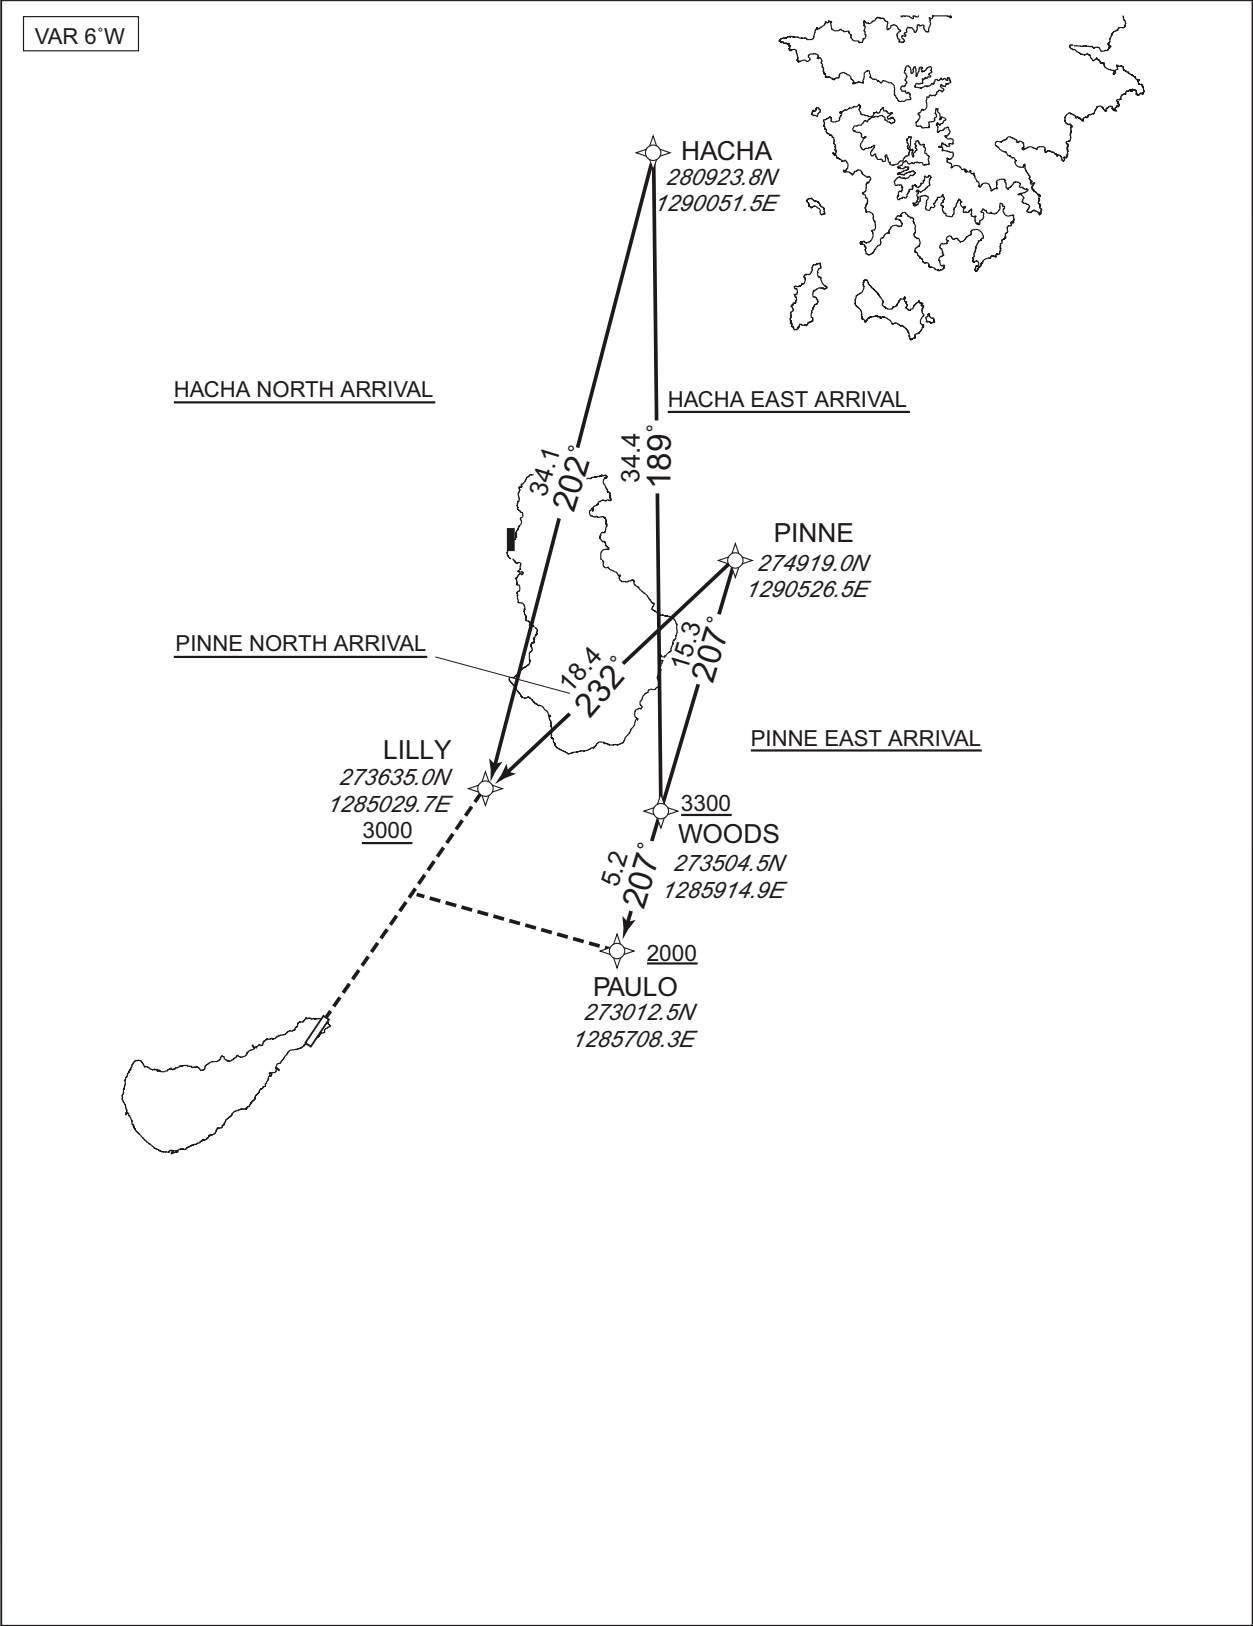 VAR 6˚W
HACHA
280923.8N
1290051.5E
HACHA NORTH ARRIVAL
HACHA EAST ARRIVAL
34.1
202°
34.4
189°
PINNE
274919.0N
1290526.5E
PINNE NORTH ARRIVAL
18.4
232°
15.3
207°
PINNE EAST ARRIVAL
LILLY
273635.0N
1285029.7E
3000
3300
WOODS
273504.5N
1285914.9E
5.2
207°
2000
PAULO
273012.5N
1285708.3E